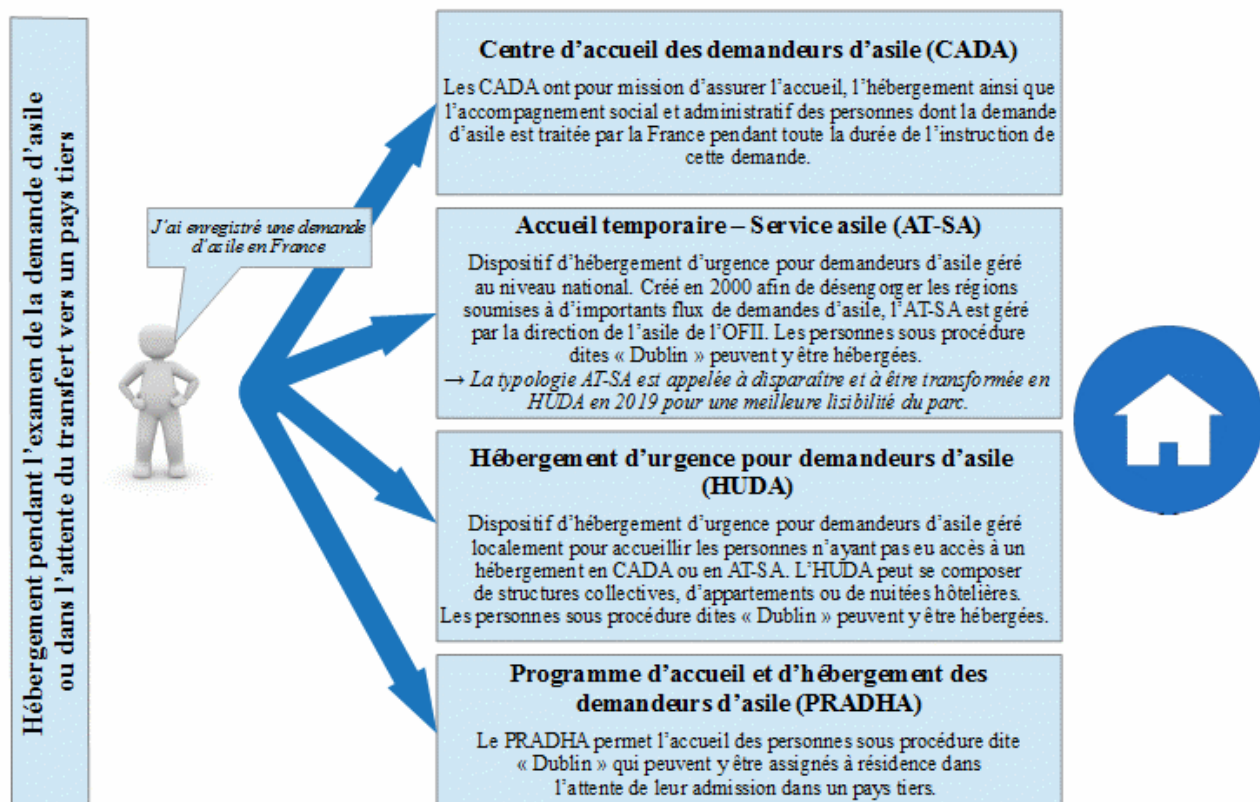 Hébergement pendant l'examen de la demande d'asile
ou dans l'attente du transfert vers un pays tiers
J'ai enregistré une demande
d'asile en France
Centre d'accueil des demandeurs d'asile (CADA)
Les CADA ont pour mission d'assurer l'accueil, l'hébergement ainsi que
l'accompagnement social et administratif des personnes dont la demande
d'asile est traitée par la France pendant toute la durée de l'instruction de
cette demande.
Accueil temporaire – Service asile (AT-SA)
Dispositif d'hébergement d'urgence pour demandeurs d'asile géré
au niveau national. Créé en 2000 afin de désengorger les régions
soumises à d'importants flux de demandes d'asile, l'AT-SA est géré
par la direction de l'asile de l'OFII. Les personnes sous procédure
dites « Dublin » peuvent y être hébergées.
→ La typologie AT-SA est appelée à disparaître et à être transformée en
HUDA en 2019 pour une meilleure lisibilité du parc.
Hébergement d'urgence pour demandeurs d'asile
(HUDA)
Dispositif d'hébergement d'urgence pour demandeurs d'asile géré
localement pour accueillir les personnes n'ayant pas eu accès à un
hébergement en CADA ou en AT-SA. L'HUDA peut se composer
de structures collectives, d'appartements ou de nuitées hôtelières.
Les personnes sous procédure dites « Dublin » peuvent y être hébergées.
Programme d'accueil et d'hébergement des
demandeurs d'asile (PRADHA)
Le PRADHA permet l'accueil des personnes sous procédure dite
« Dublin » qui peuvent y être assignés à résidence dans
l'attente de leur admission dans un pays tiers.